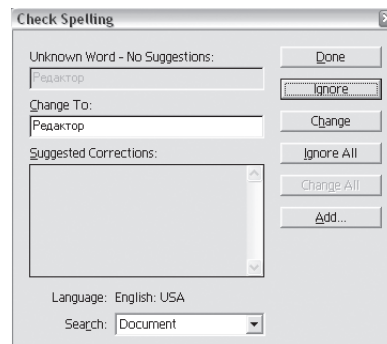 Check Spelling
Unknown Word - No Suggestions:
Редактор
Change To:
Редактор
Suggested Corrections:
Language: English: USA
Search: Document
Done
Ignore
Change
Ignore All
Change All
Add...